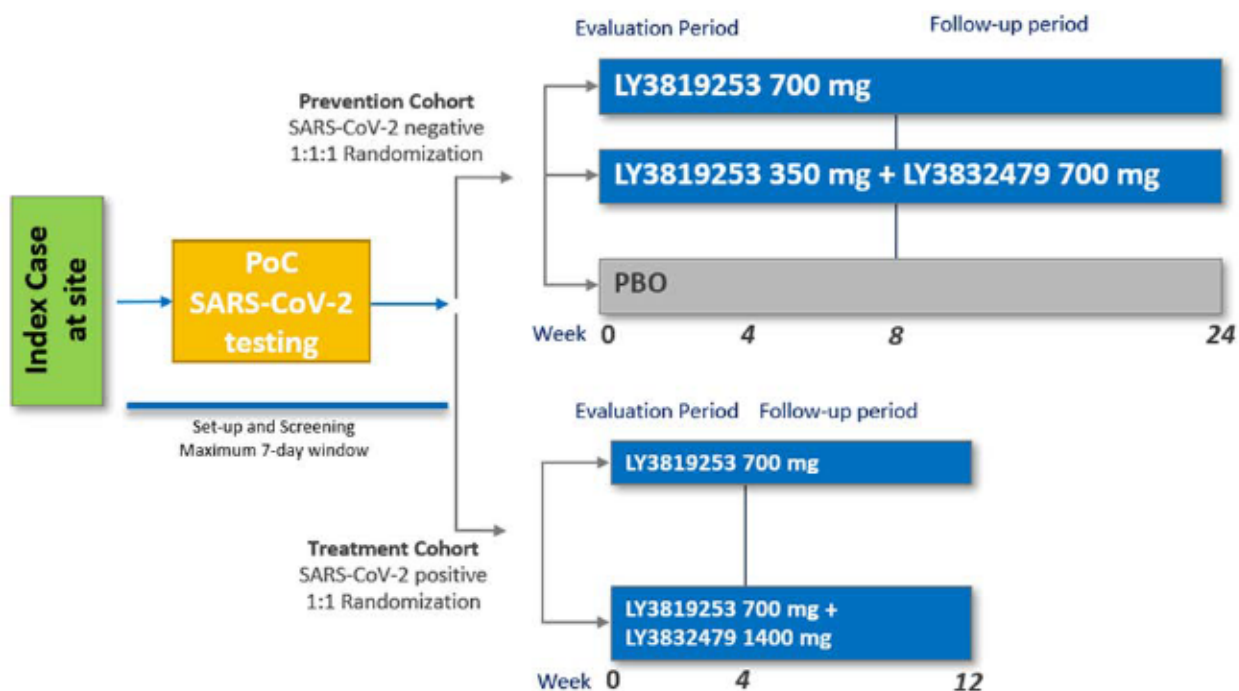 Index Case
at site
PoC
SARS-CoV-2
testing
Set-up and Screening
Maximum 7-day window
Prevention Cohort
SARS-CoV-2 negative
1:1:1 Randomization
Evaluation Period
Follow-up period
LY3819253 700 mg
LY3819253 350 mg + LY3832479 700 mg
PBO
Week 0 4 8 24
Treatment Cohort
SARS-CoV-2 positive
1:1 Randomization
Evaluation Period
Follow-up period
LY3819253 700 mg
LY3819253 700 mg +
LY3832479 1400 mg
Week 0 4 12